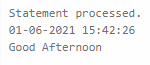 Statement processed.
01-06-2021 15:42:26
Good Afternoon